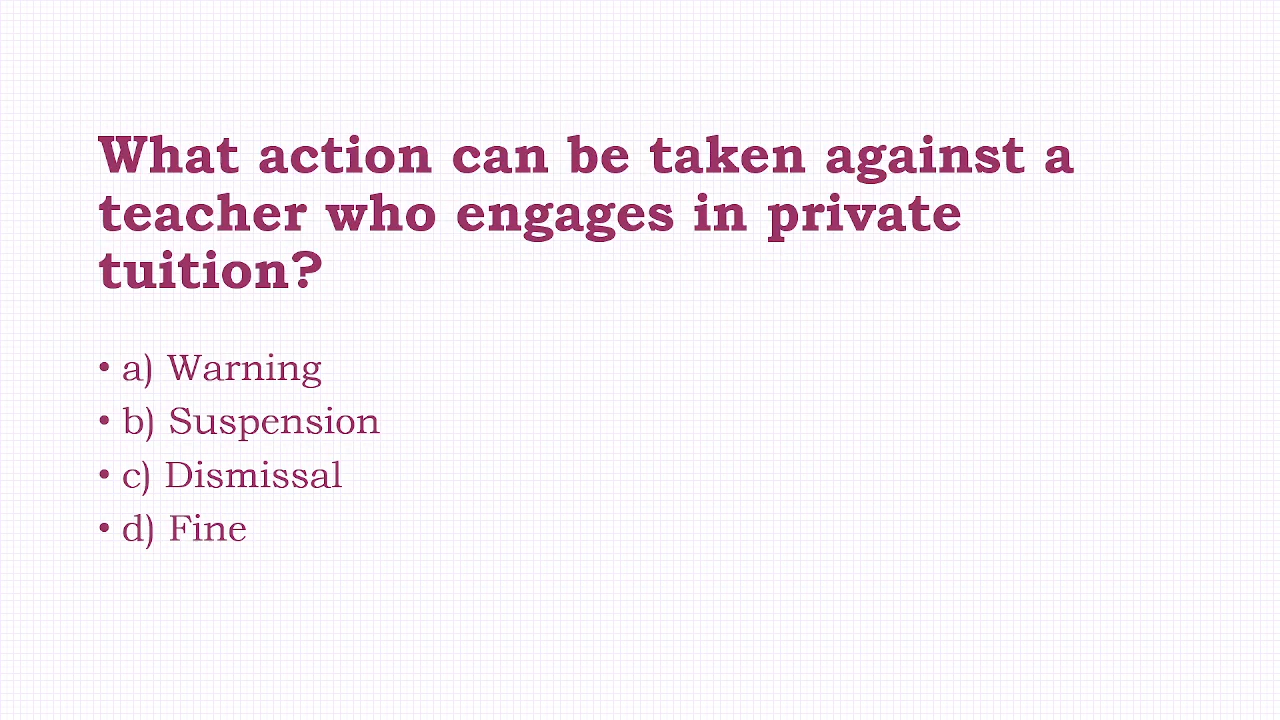 What action can be taken against a
teacher who engages in private
tuition?
• a) Warning
• b) Suspension
• c) Dismissal
• d) Fine